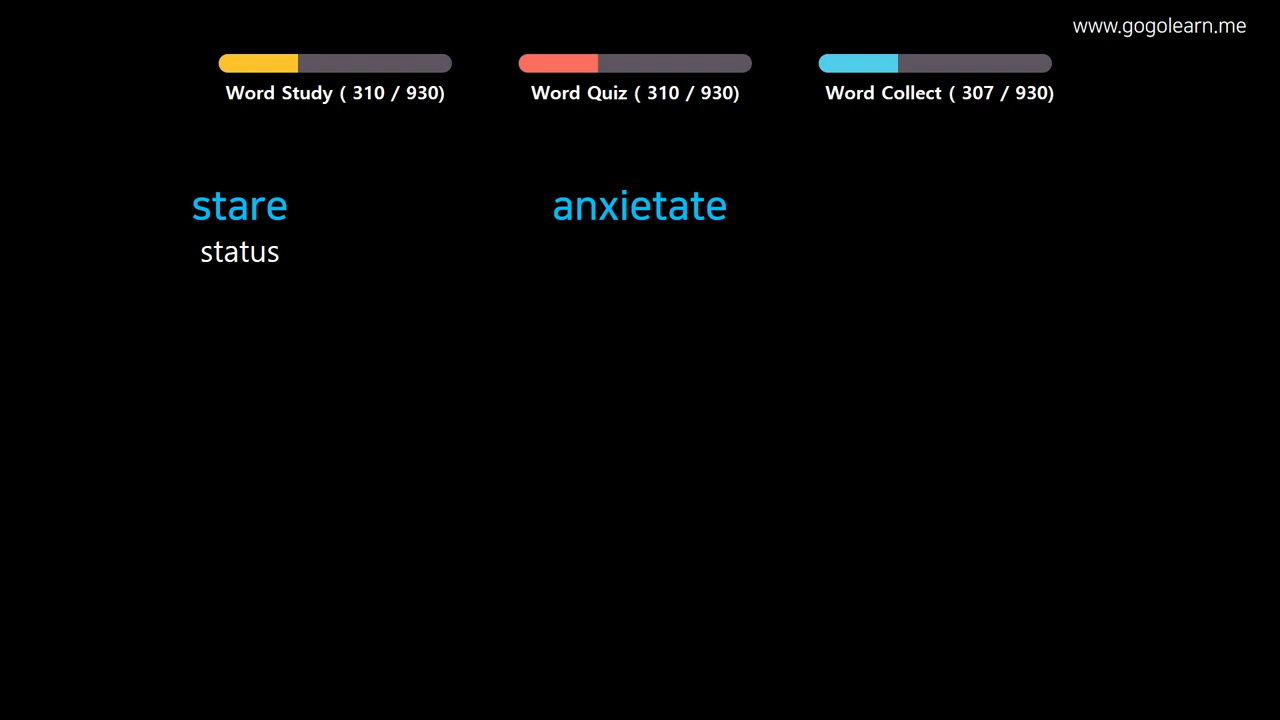 www.gogolearn.me
Word Study ( 310 / 930)
Word Quiz ( 310 / 930)
Word Collect ( 307 / 930)
stare
anxietate
status